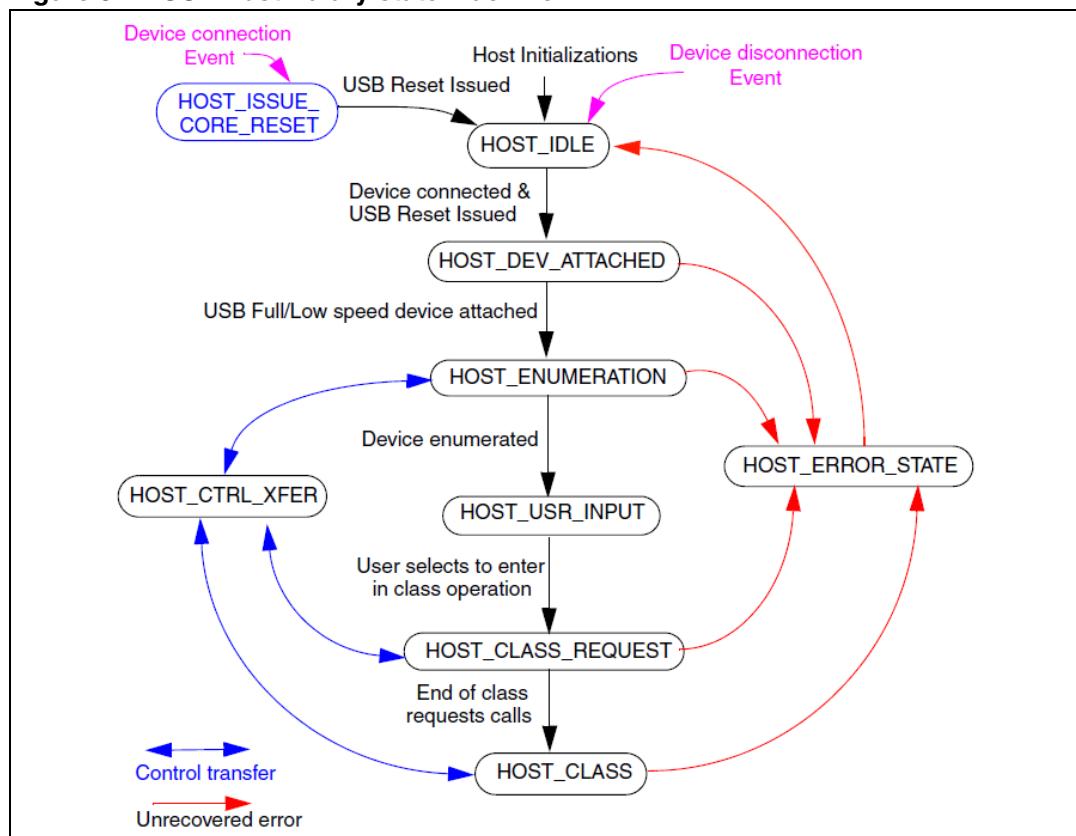 Device connection
Event
Host Initializations
Device disconnection
Event
USB Reset Issued
HOST_ISSUE_
CORE_RESET
HOST_IDLE
Device connected &
USB Reset Issued
HOST_DEV_ATTACHED
USB Full/Low speed device attached
HOST_ENUMERATION
Device enumerated
HOST_ERROR_STATE
HOST_CTRL_XFER
HOST_USR_INPUT
User selects to enter
in class operation
HOST_CLASS_REQUEST
End of class
requests calls
HOST_CLASS
Control transfer
Unrecovered error